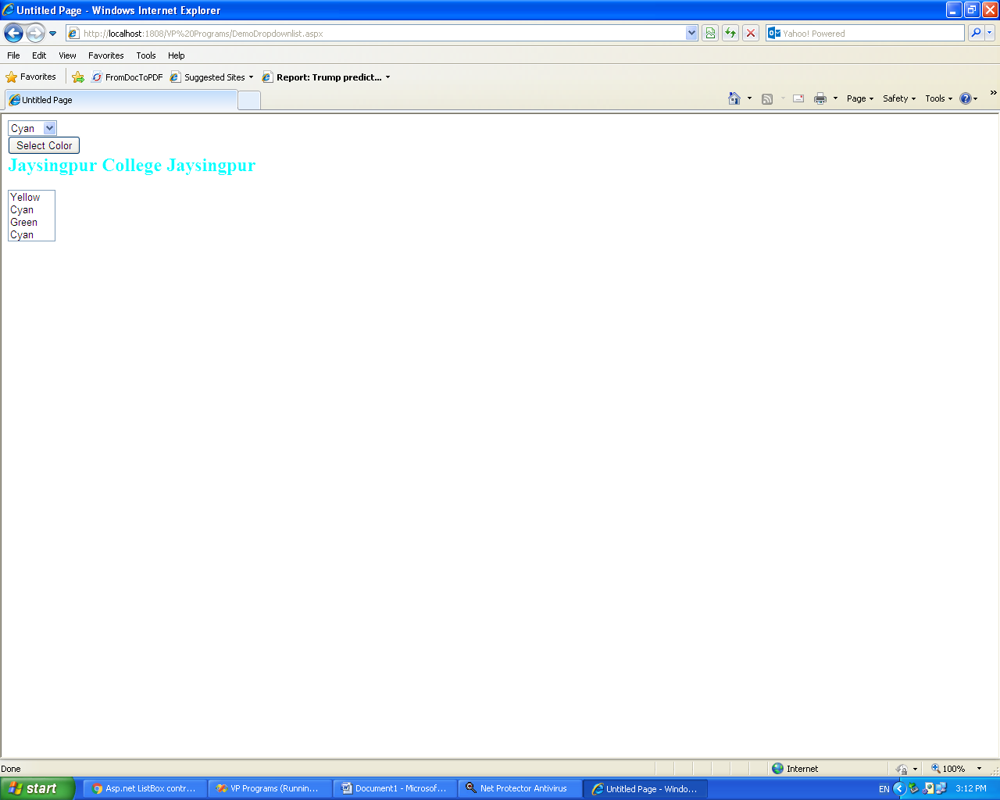 Untitled Page - Windows Internet Explorer
http://localhost:1808/VP%20Programs/DemoDropdownlist.aspx
Yahoo! Powered
File Edit View Favorites Tools Help
Favorites FromDocToPDF Suggested Sites Report: Trump predict...
Untitled Page Page Safety Tools »
Cyan
Select Color
Jaysingpur College Jaysingpur
Yellow
Cyan
Green
Cyan
Done Internet 100%
start Asp.net ListBox contr... VP Programs (Runnin... Document1 - Microsof... Net Protector Antivirus Untitled Page - Windo... EN 3:12 PM